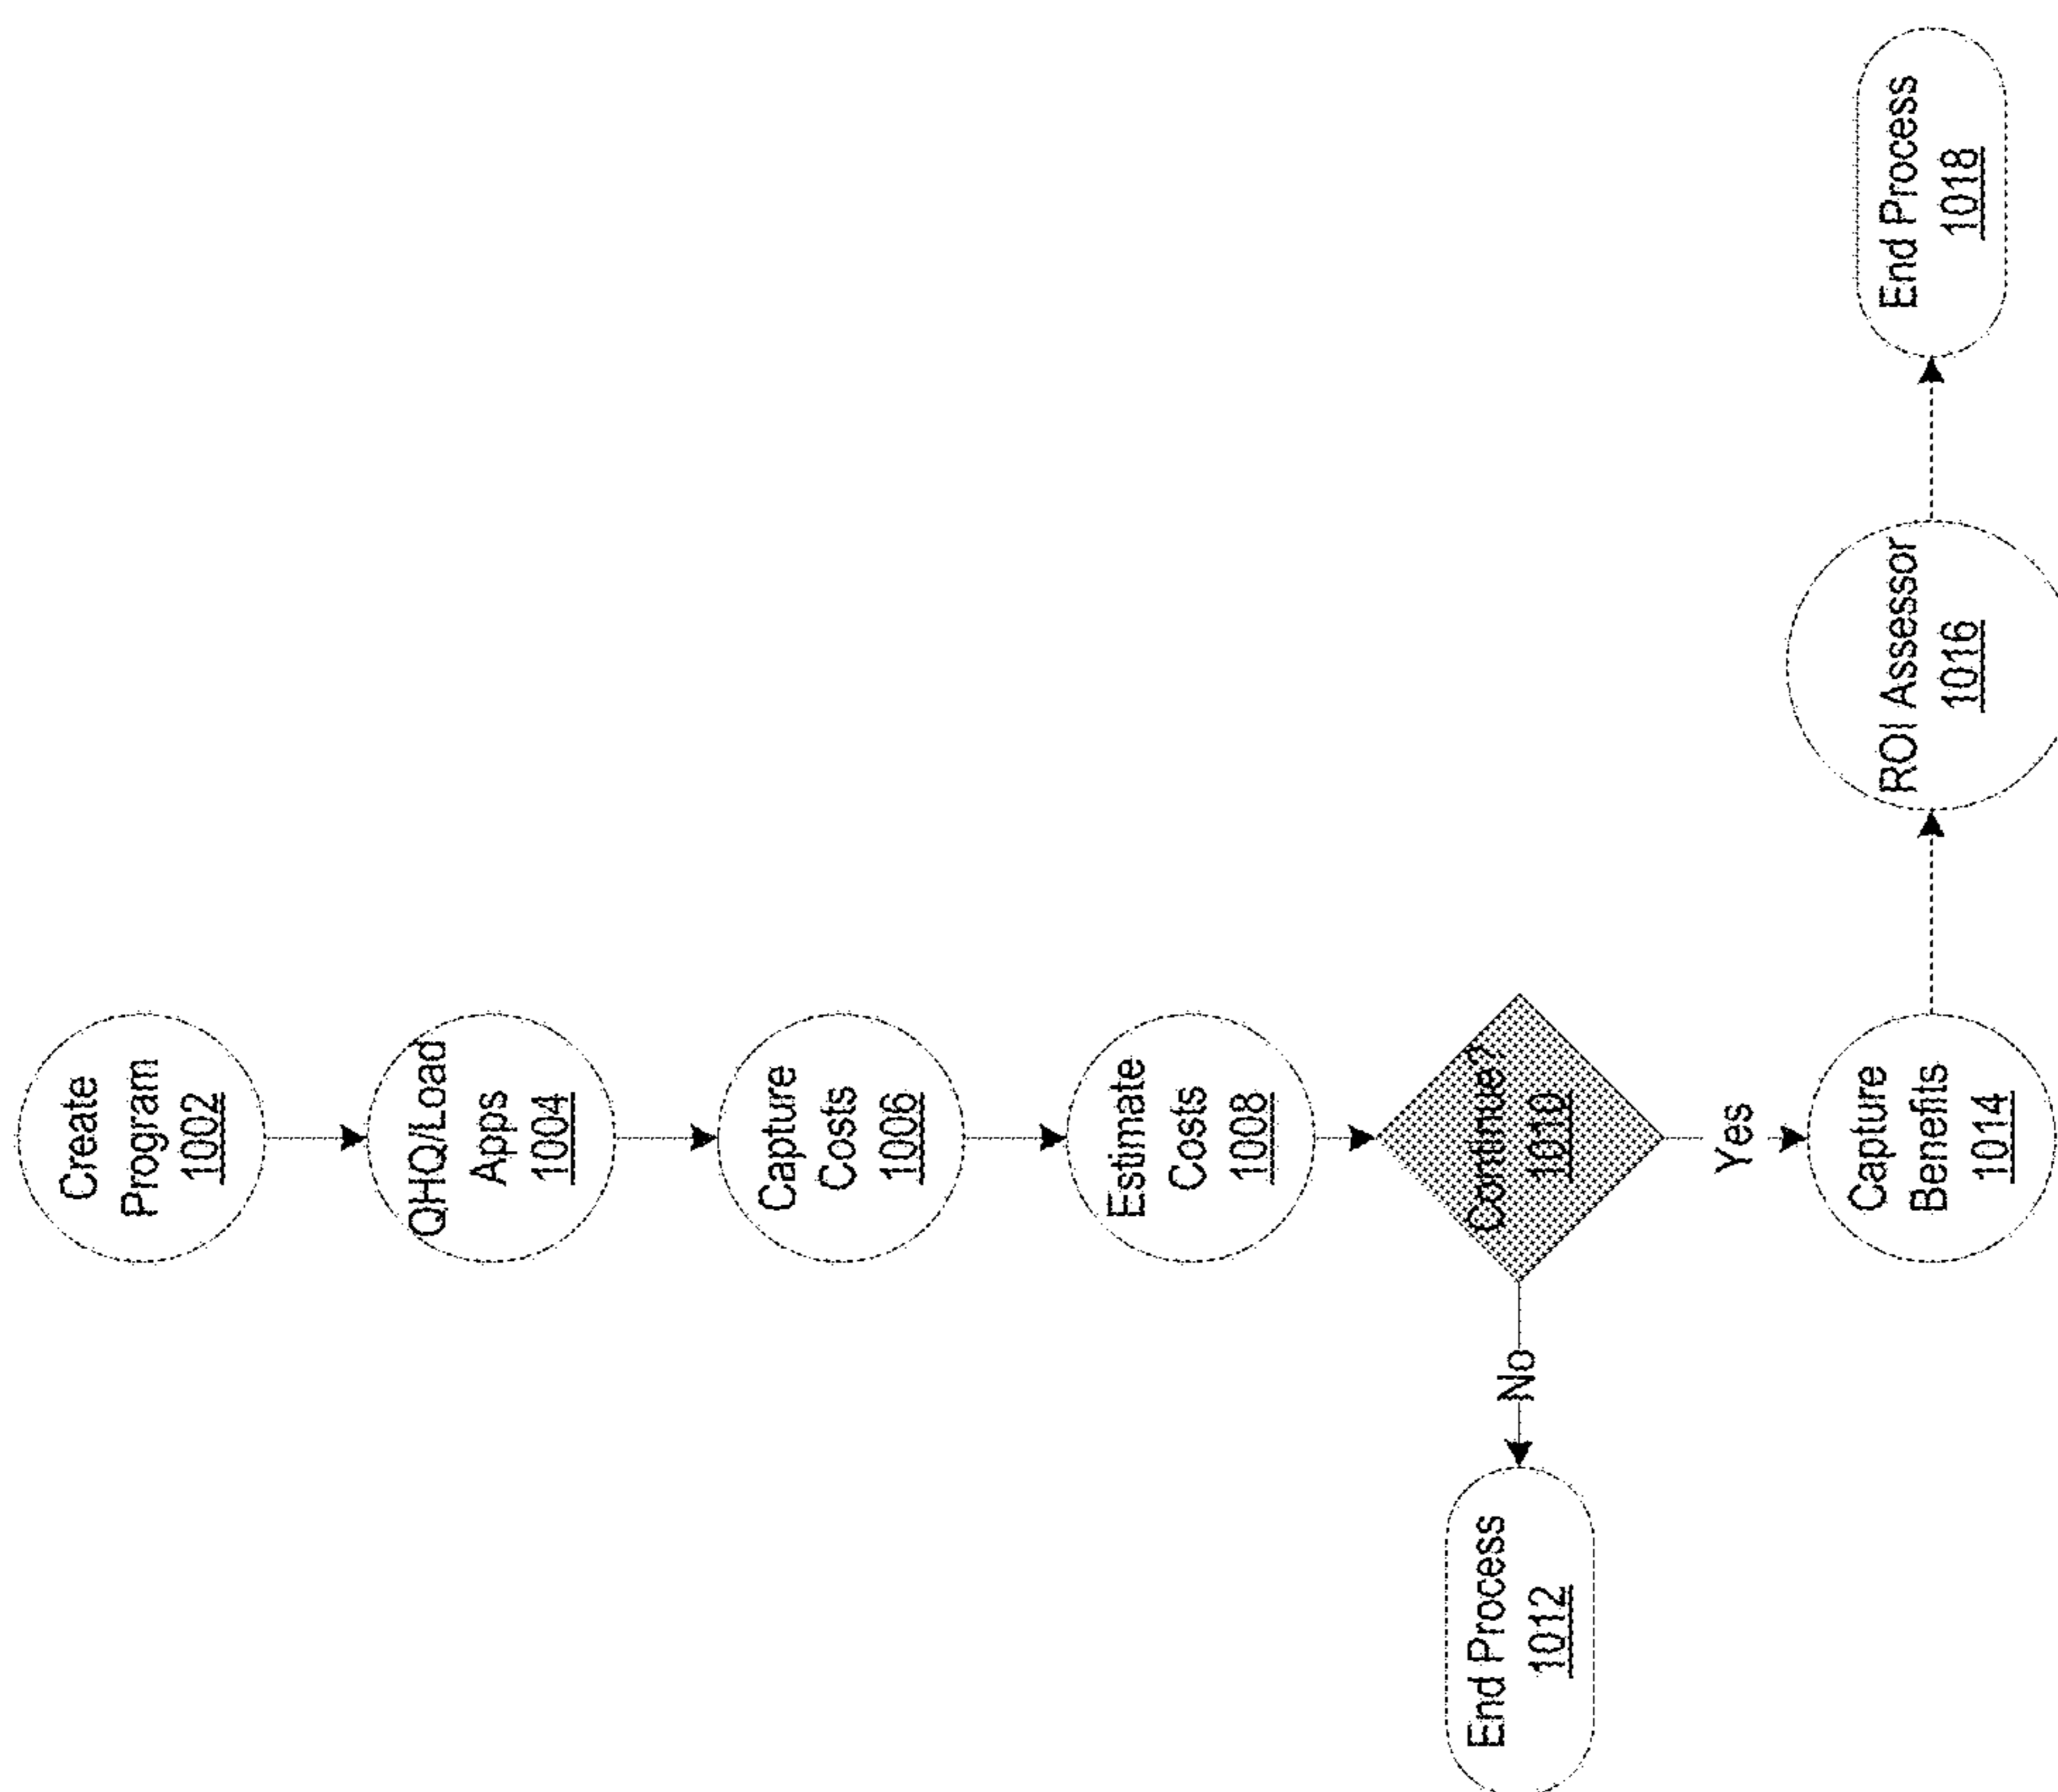 Create
Program
1002
QHQ/Load
Apps
1004
Capture
Costs
1006
Estimate
Costs
1008
Continue?
1010
No
End Process
1012
Yes
Capture
Benefits
1014
ROI Assessor
1016
End Process
1018